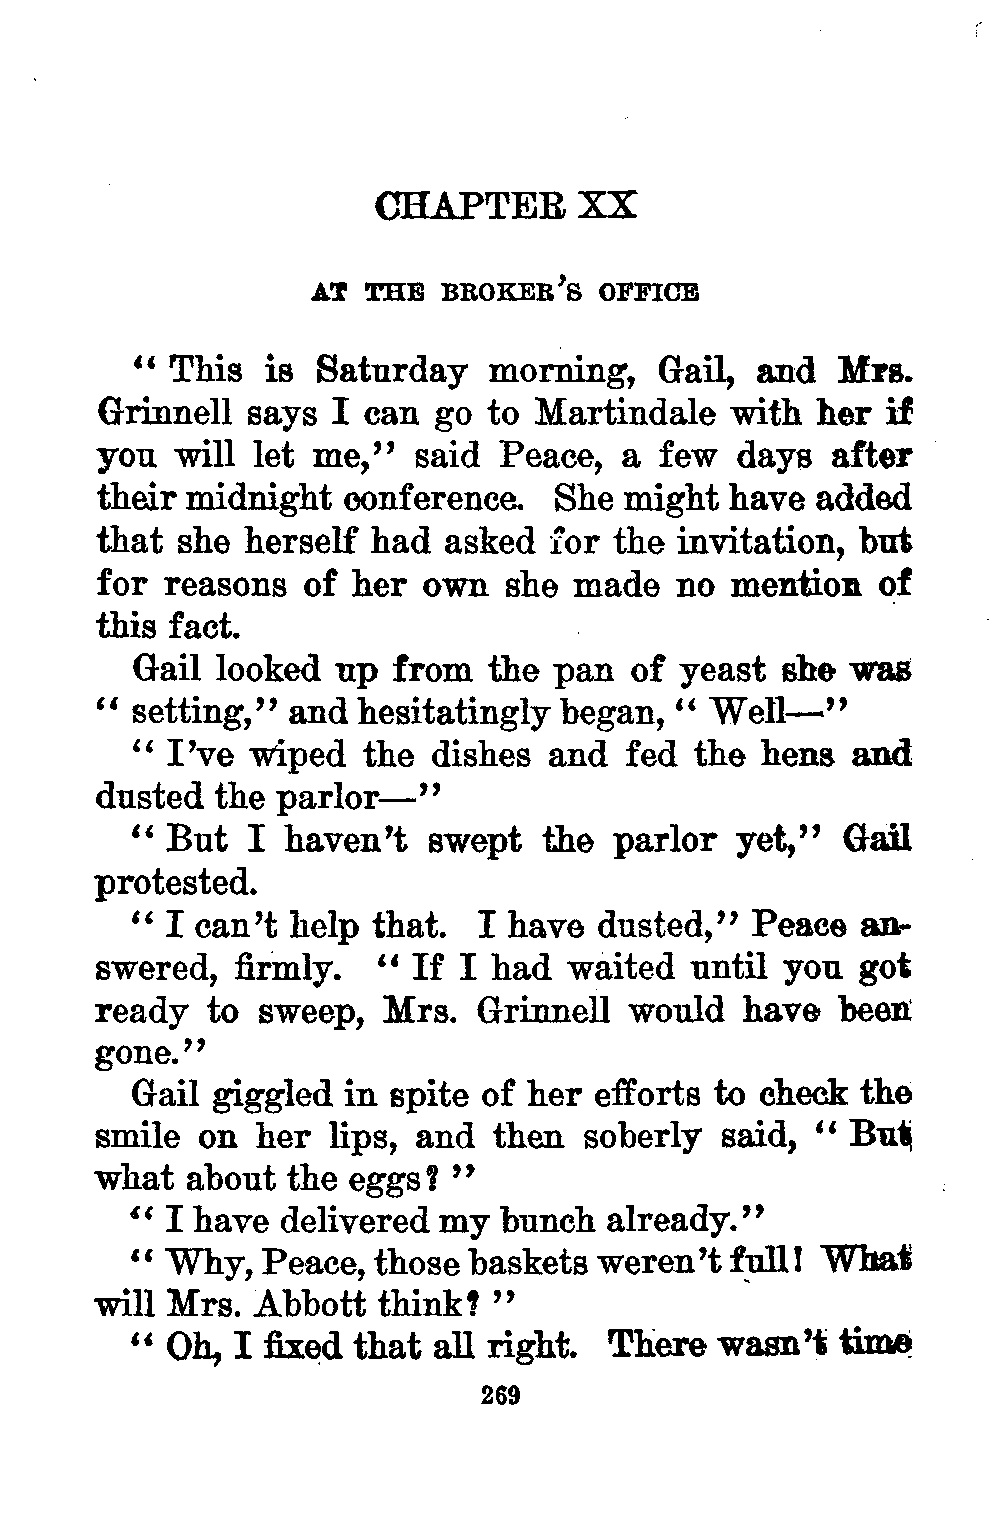 CHAPTER XX
AT THE BROKER'S OFFICE
“ This is Saturday morning, Gail, and Mrs.
Grinnell says I can go to Martindale with her if
you will let me,” said Peace, a few days after
their midnight conference. She might have added
that she herself had asked for the invitation, but
for reasons of her own she made no mention of
this fact.
Gail looked up from the pan of yeast she was
“ setting,” and hesitatingly began, “ Well—”
“ I've wiped the dishes and fed the hens and
dusted the parlor—”
“ But I haven't swept the parlor yet,” Gail
protested.
“ I can't help that. I have dusted,” Peace an-
swered, firmly. “ If I had waited until you got
ready to sweep, Mrs. Grinnell would have been
gone.”
Gail giggled in spite of her efforts to check the
smile on her lips, and then soberly said, “ But
what about the eggs? ”
“ I have delivered my bunch already.”
“ Why, Peace, those baskets weren't full! What
will Mrs. Abbott think? ”
“ Oh, I fixed that all right. There wasn't time
269